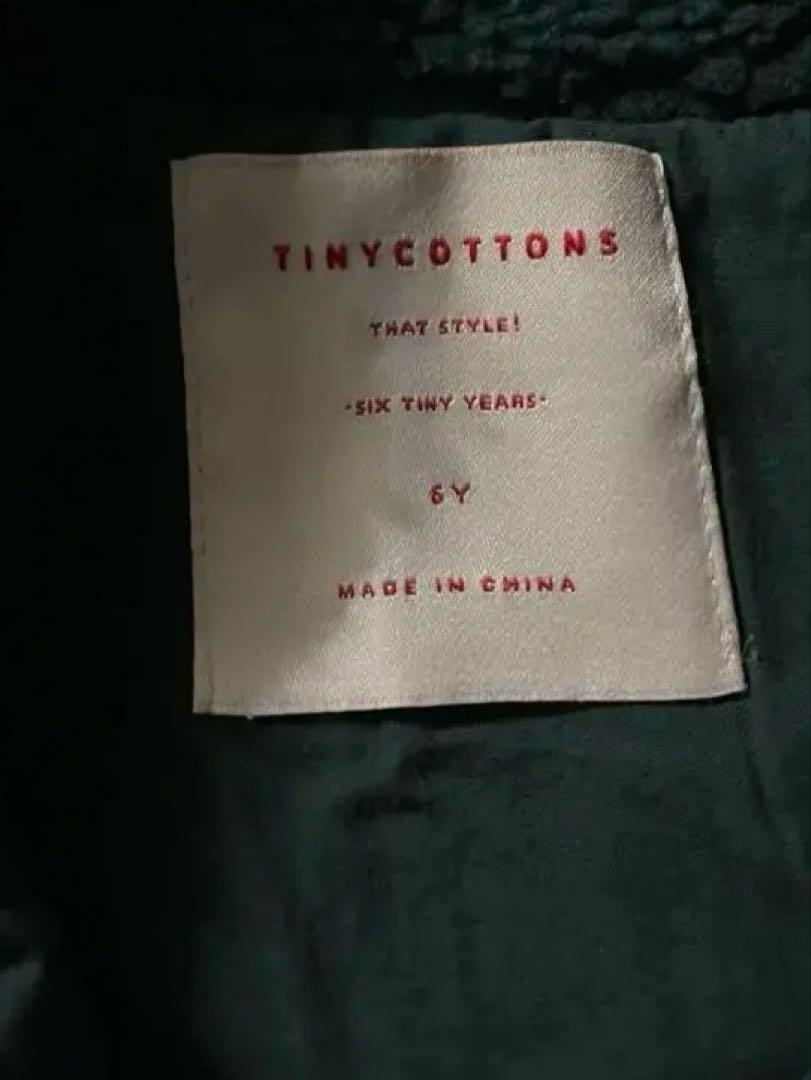 TINYCOTTONS
THAT STYLE!
·SIX TINY YEARS·
6Y
MADE IN CHINA